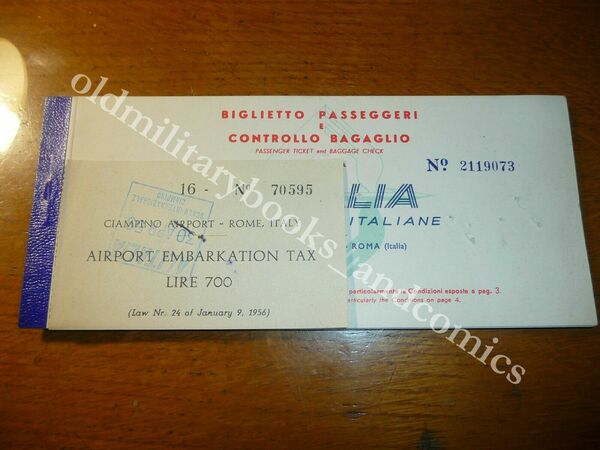 BIGLIETTO PASSEGGERI
E
CONTROLLO BAGAGLIO
PASSENGER TICKET and BAGGAGE CHECK
Nº 2119073
LIA
ITALIANE
ROMA (Italia)
particolarmente le Condizioni esposte a pag. 3.
particularly the Conditions on page 4.
16 - Nº 70595
CIAMPINO AIRPORT - ROME, ITALY
AIRPORT EMBARKATION TAX
LIRE 700
(Law Nr. 24 of January 9, 1956)
ALITALIA
oldmilitarybooks_andcomics